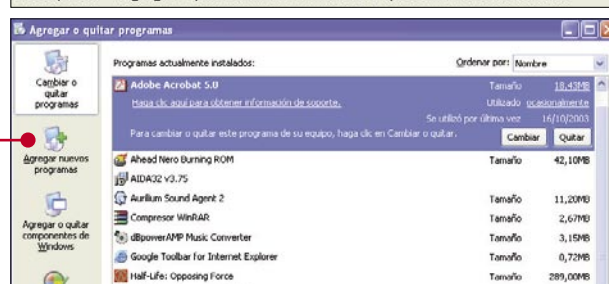 Agregar o quitar programas
Cambiar o
quitar
programas
Agregar nuevos
programas
Agregar o quitar
componentes de
Windows
Programas actualmente instalados:
Ordenar por: Nombre
Adobe Acrobat 5.0 Tamaño 18,43MB
Haga clic aquí para obtener información de soporte. Utilizado ocasionalmente
Se utilizó por última vez 16/10/2003
Para cambiar o quitar este programa de su equipo, haga clic en Cambiar o quitar. Cambiar Quitar
Ahead Nero Burning ROM Tamaño 42,10MB
AIDA32 v3.75
Aurilium Sound Agent 2 Tamaño 11,20MB
Compresor WinRAR Tamaño 2,67MB
dBpowerAMP Music Converter Tamaño 3,15MB
Google Toolbar for Internet Explorer Tamaño 0,72MB
Half-Life: Opposing Force Tamaño 289,00MB